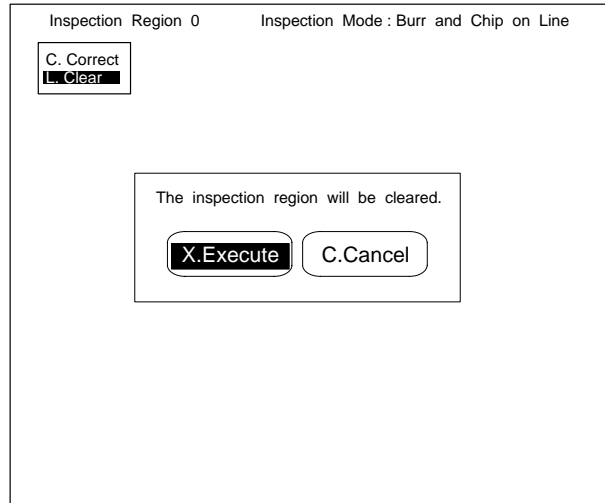 Inspection Region 0 Inspection Mode : Burr and Chip on Line
C. Correct
L. Clear
The inspection region will be cleared.
X.Execute C.Cancel